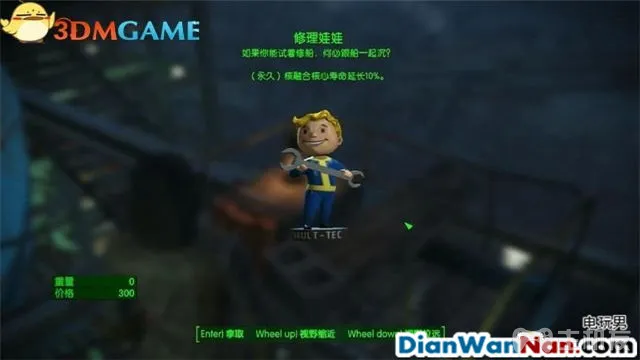 3DMGAME
修理娃娃
如果你能试着修船,何必跟船一起沉?
(永久)核融合核心寿命延长10%。
VULT-TEC
重量 0
价格 300
Enter) 拿取 Wheel up) 视野缩近 Wheel down)
电玩男
DianWanNan.com